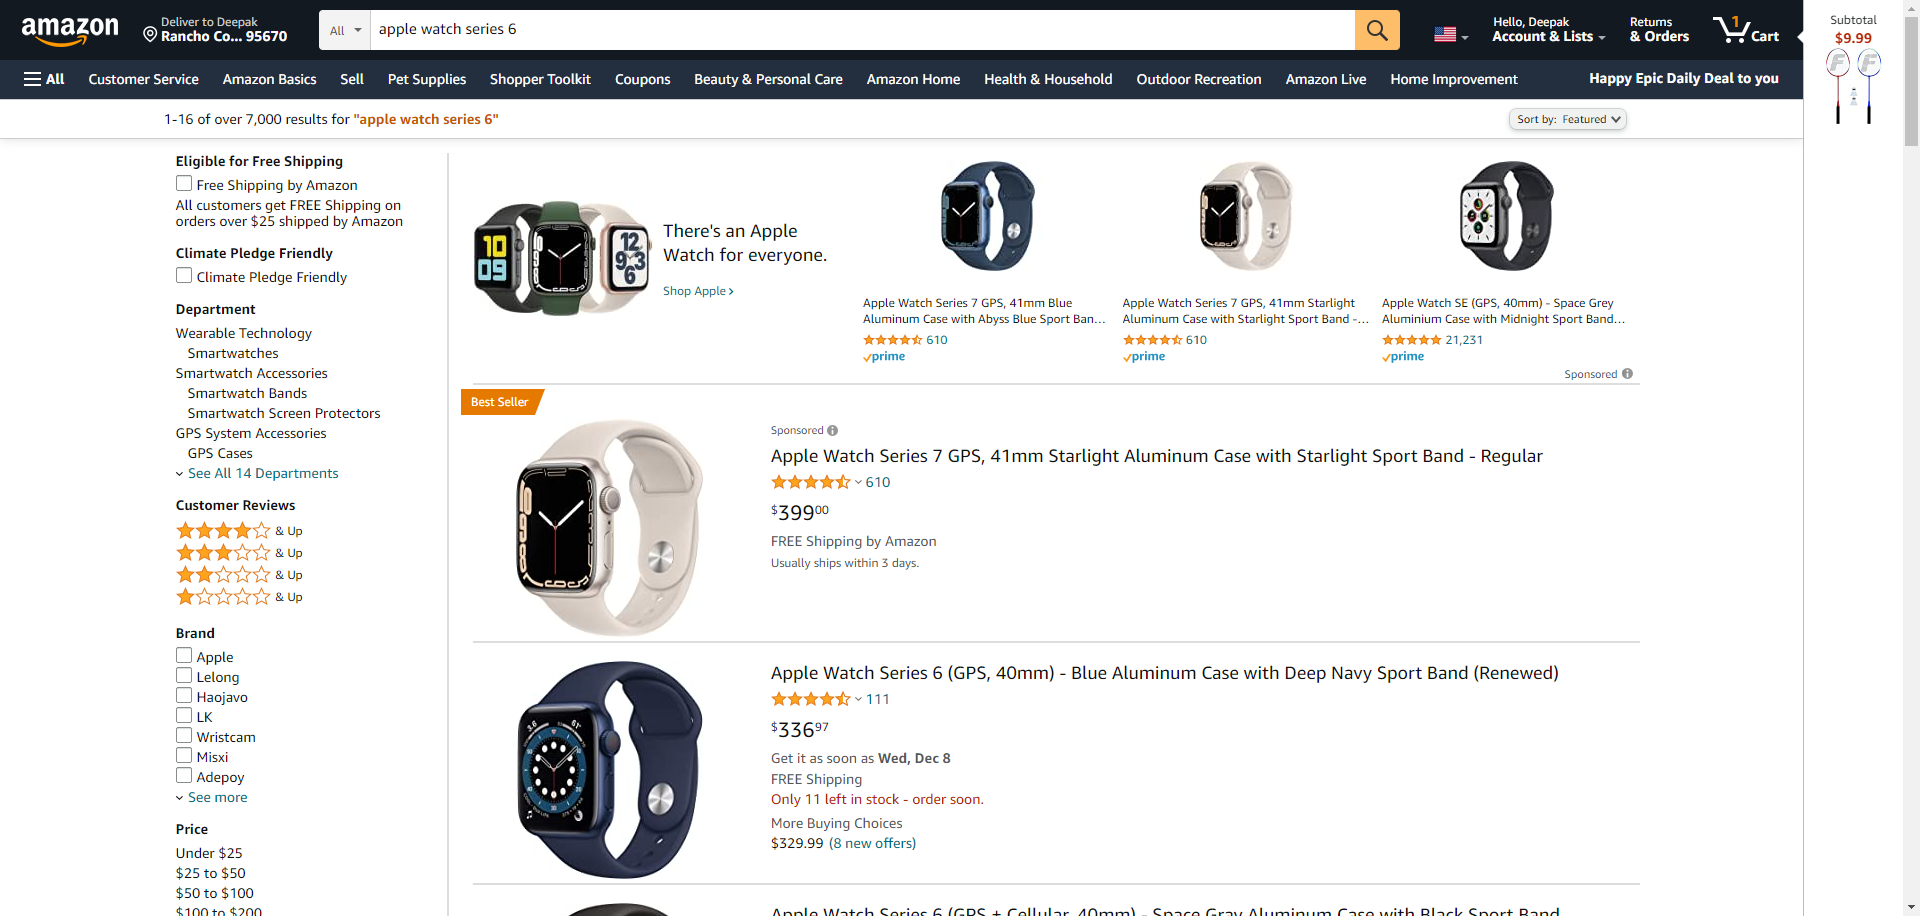 amazon
Deliver to Deepak
Rancho Co... 95670
All
apple watch series 6
Hello, Deepak
Account & Lists
Returns
& Orders
1
Cart
Subtotal
$9.99
All
Customer Service
Amazon Basics
Sell
Pet Supplies
Shopper Toolkit
Coupons
Beauty & Personal Care
Amazon Home
Health & Household
Outdoor Recreation
Amazon Live
Home Improvement
Happy Epic Daily Deal to you
1-16 of over 7,000 results for "apple watch series 6"
Sort by: Featured
Eligible for Free Shipping
Free Shipping by Amazon
All customers get FREE Shipping on
orders over $25 shipped by Amazon
Climate Pledge Friendly
Climate Pledge Friendly
Department
Wearable Technology
Smartwatches
Smartwatch Accessories
Smartwatch Bands
Smartwatch Screen Protectors
GPS System Accessories
GPS Cases
See All 14 Departments
Customer Reviews
& Up
& Up
& Up
& Up
Brand
Apple
Lelong
Haojavo
LK
Wristcam
Misxi
Adepoy
See more
Price
Under $25
$25 to $50
$50 to $100
$100 to $200
10
09
12
9 3
6
There's an Apple
Watch for everyone.
Shop Apple
Apple Watch Series 7 GPS, 41mm Blue
Aluminum Case with Abyss Blue Sport Ban...
610
prime
Apple Watch Series 7 GPS, 41mm Starlight
Aluminum Case with Starlight Sport Band -...
610
prime
Apple Watch SE (GPS, 40mm) - Space Grey
Aluminium Case with Midnight Sport Band...
21,231
prime
Sponsored
Best Seller
Sponsored
Apple Watch Series 7 GPS, 41mm Starlight Aluminum Case with Starlight Sport Band - Regular
610
$39900
FREE Shipping by Amazon
Usually ships within 3 days.
Apple Watch Series 6 (GPS, 40mm) - Blue Aluminum Case with Deep Navy Sport Band (Renewed)
111
$33697
Get it as soon as Wed, Dec 8
FREE Shipping
Only 11 left in stock - order soon.
More Buying Choices
$329.99 (8 new offers)
Apple Watch Series 6 (GPS + Cellular, 40mm) - Space Gray Aluminum Case with Black Sport Band